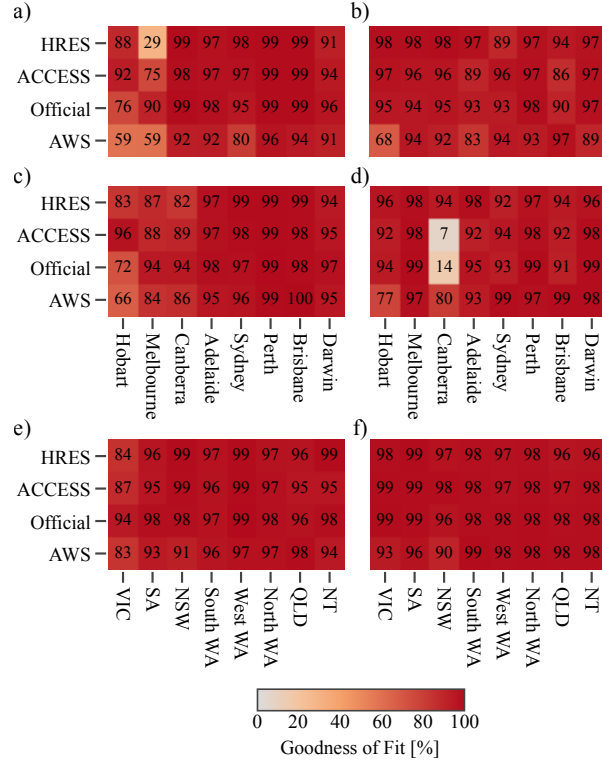 a)
b)
HRES 88 29 99 97 98 99 99 91 98 98 98 97 89 97 94 97
ACCESS 92 75 98 97 97 99 99 94 97 96 96 89 96 97 86 97
Official 76 90 99 98 95 99 99 96 95 94 95 93 93 98 90 97
AWS 59 59 92 92 80 96 94 91 68 94 92 83 94 93 97 89
c)
d)
HRES 83 87 82 97 99 99 99 94 96 98 94 98 92 97 94 96
ACCESS 96 88 89 97 98 99 98 95 92 98 7 92 94 98 92 98
Official 72 94 94 98 97 99 98 97 94 99 14 95 93 99 91 99
AWS 66 84 86 95 96 99 100 95 77 97 80 93 99 97 99 98
Hobart Melbourne Canberra Adelaide Sydney Perth Brisbane Darwin Hobart Melbourne Canberra Adelaide Sydney Perth Brisbane Darwin
e)
f)
HRES 84 96 99 97 99 97 96 99 98 99 97 98 97 98 96 96
ACCESS 87 95 99 96 99 97 95 95 99 99 98 98 97 98 97 98
Official 94 98 98 97 99 98 96 98 99 99 96 98 98 98 98 98
AWS 83 93 91 96 97 97 98 94 93 96 90 99 98 98 98 98
VIC SA NSW South WA West WA North WA QLD NT VIC SA NSW South WA West WA North WA QLD NT
0 20 40 60 80 100
Goodness of Fit [%]